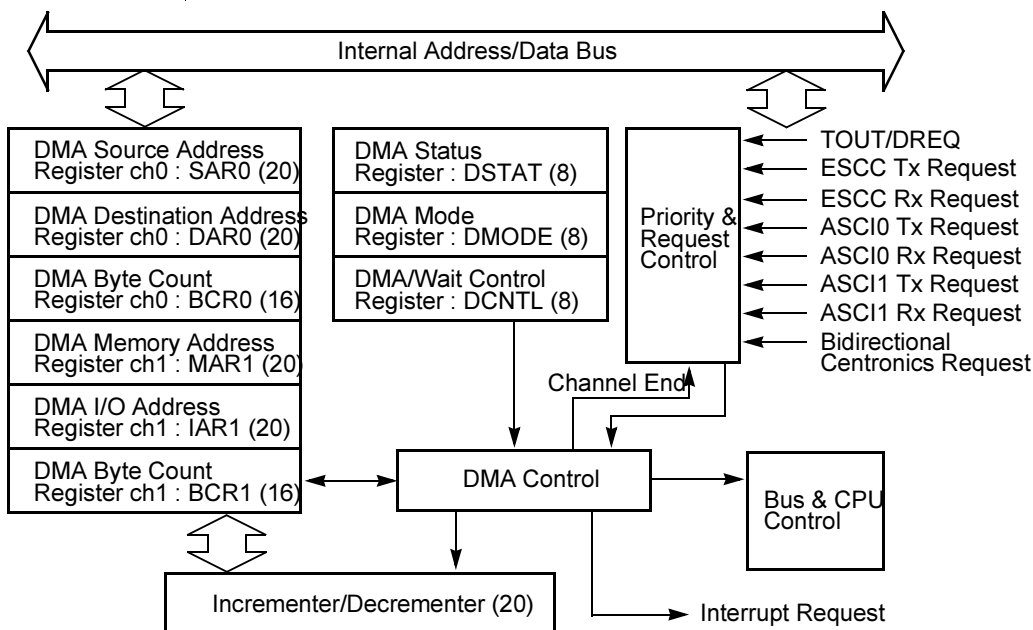 Internal Address/Data Bus
DMA Source Address
Register ch0 : SAR0 (20)
DMA Destination Address
Register ch0 : DAR0 (20)
DMA Byte Count
Register ch0 : BCR0 (16)
DMA Memory Address
Register ch1 : MAR1 (20)
DMA I/O Address
Register ch1 : IAR1 (20)
DMA Byte Count
Register ch1 : BCR1 (16)
DMA Status
Register : DSTAT (8)
DMA Mode
Register : DMODE (8)
DMA/Wait Control
Register : DCNTL (8)
Priority &
Request
Control
TOUT/DREQ
ESCC Tx Request
ESCC Rx Request
ASCI0 Tx Request
ASCI0 Rx Request
ASCI1 Tx Request
ASCI1 Rx Request
Bidirectional
Centronics Request
Channel End
DMA Control
Bus & CPU
Control
Incrementer/Decrementer (20)
Interrupt Request